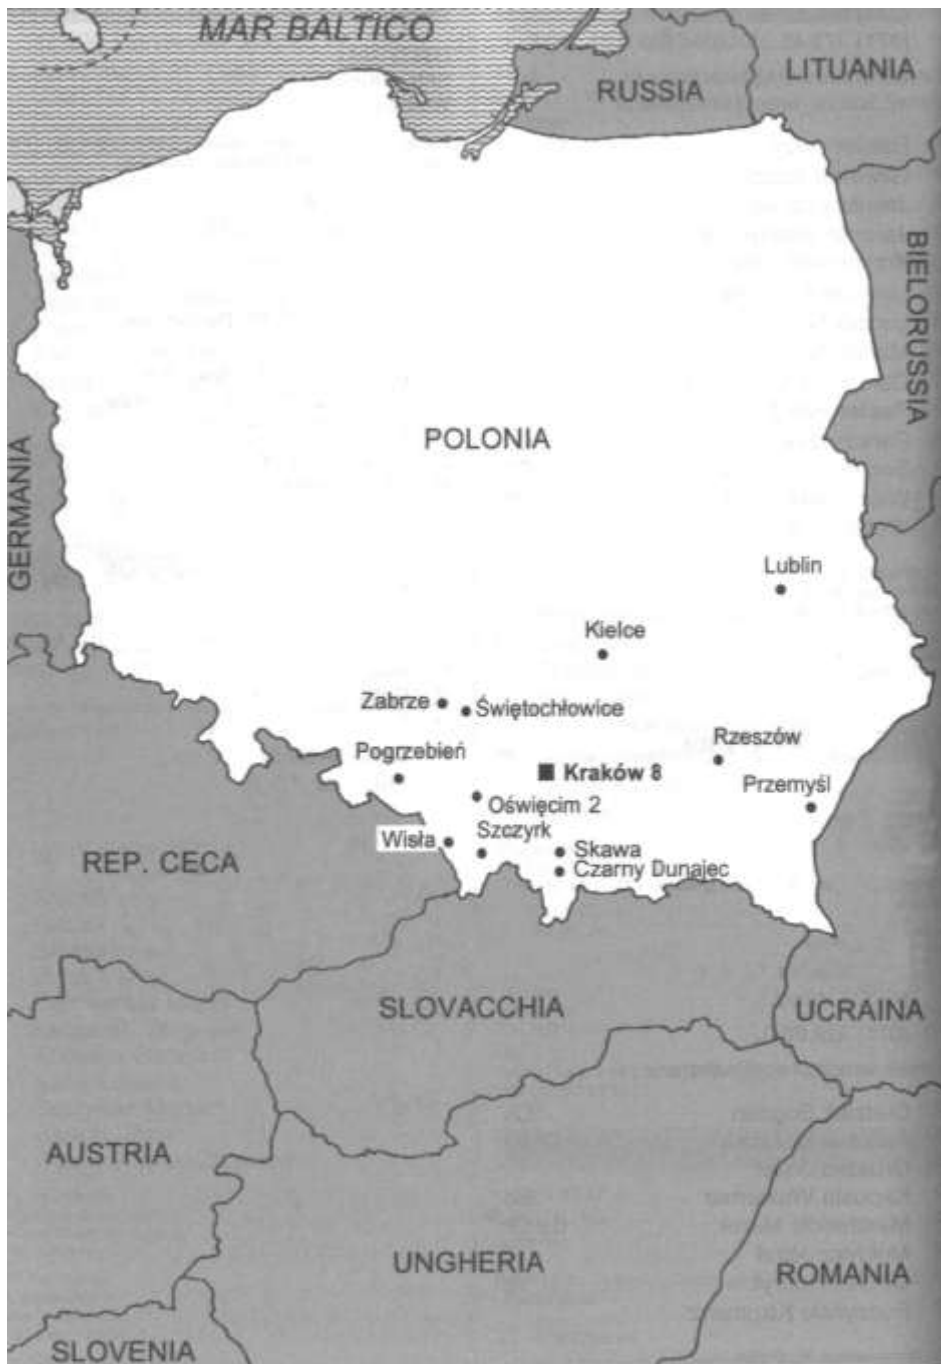 MAR BALTICO
LITUANIA
RUSSIA
BIELORUSSIA
POLONIA
GERMANIA
Lublin
Kielce
Zabrze
Świętochłowice
Rzeszów
Pogrzebień
Kraków 8
Przemyśl
Oświęcim 2
Szczyrk
Wisła
Skawa
Czarny Dunajec
REP. CECA
SLOVACCHIA
UCRAINA
AUSTRIA
UNGHERIA
ROMANIA
SLOVENIA